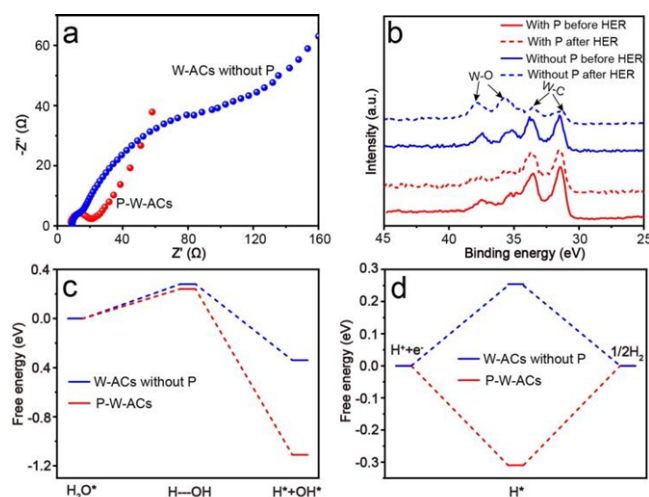 a
W-ACs without P
P-W-ACs
-Z'' (Ω)
60
40
20
0
0 40 80 120 160
Z' (Ω)
b
With P before HER
With P after HER
Without P before HER
Without P after HER
W-O
W-C
Intensity (a.u.)
45 40 35 30 25
Binding energy (eV)
c
Free energy (eV)
0.4
0.0
0.4
-0.8
-1.2
W-ACs without P
P-W-ACs
H₂O*
H---OH
H*+OH*
d
Free energy (eV)
0.3
0.2
0.1
0.0
-0.1
-0.2
-0.3
H⁺+e⁻
1/2H₂
W-ACs without P
P-W-ACs
H*